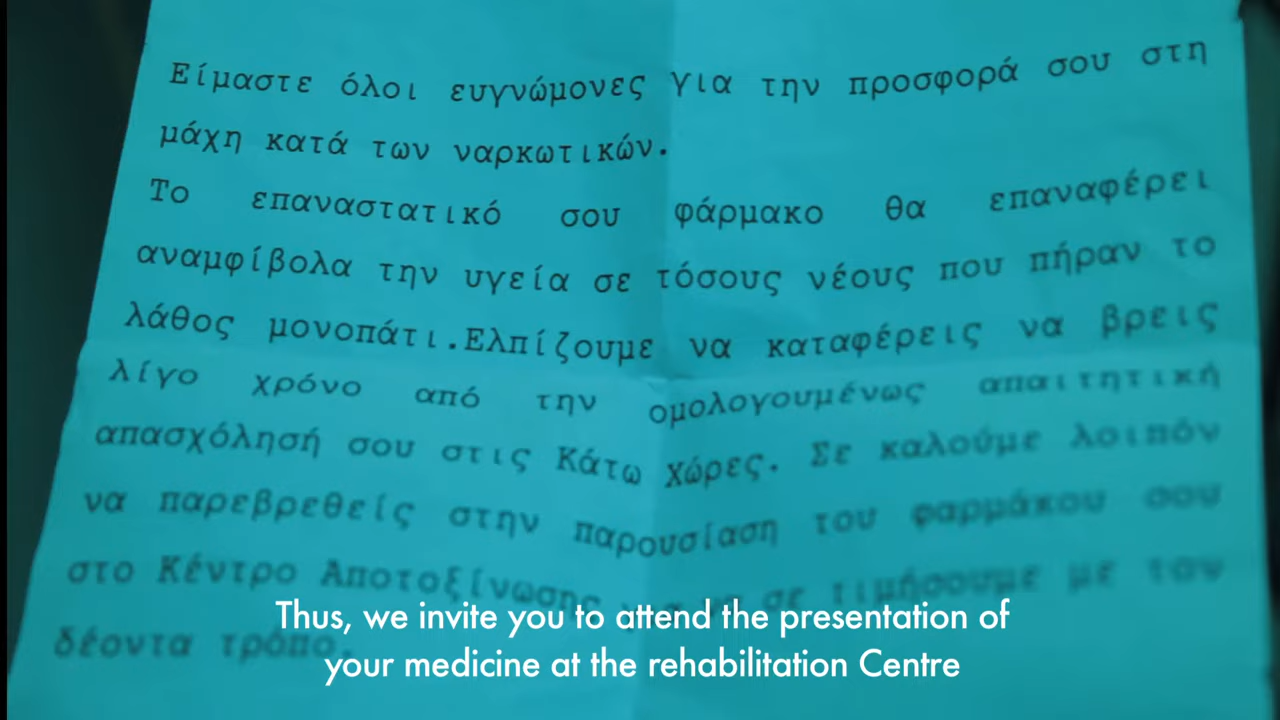 Είμαστε όλοι ευγνώμονες για την προσφορά σου στη
μάχη κατά των ναρκωτικών.
Το επαναστατικό σου φάρμακο θα επαναφέρει
αναμφίβολα την υγεία σε τόσους νέους που πήραν το
λάθος μονοπάτι.Ελπίζουμε να καταφέρεις να βρεις
λίγο χρόνο από την ομολογουμένως απαιτητική
απασχόλησή σου στις Κάτω Χώρες. Σε καλούμε λοιπόν
να παρεβρεθείς στην παρουσίαση του φαρμάκου σου
στο Κέντρο Αποτοξίνωσης σε τιμήσουμε με τον
δέοντα τρόπο.
Thus, we invite you to attend the presentation of
your medicine at the rehabilitation Centre